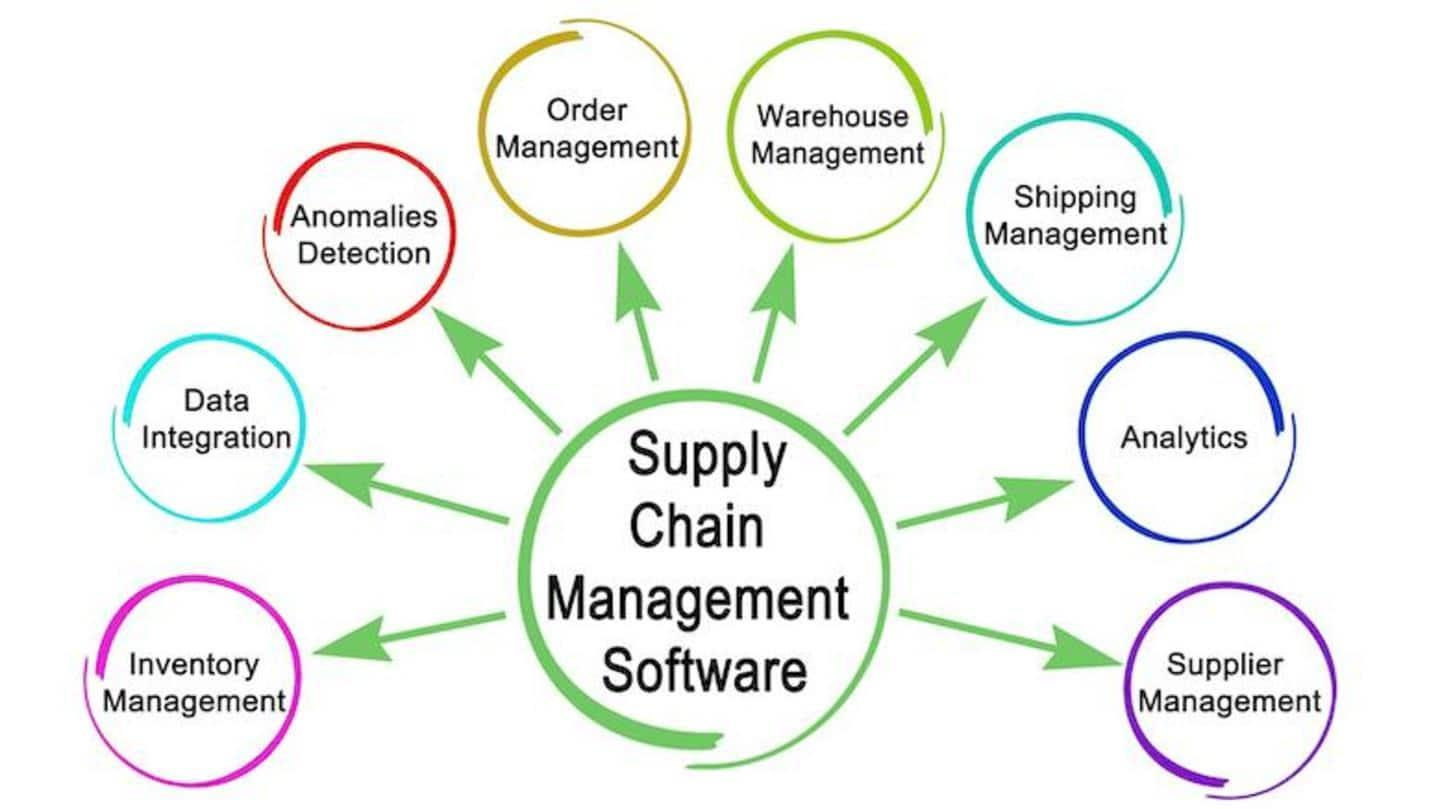 Order
Management
Warehouse
Management
Shipping
Management
Anomalies
Detection
Data
Integration
Analytics
Supply
Chain
Management
Software
Inventory
Management
Supplier
Management